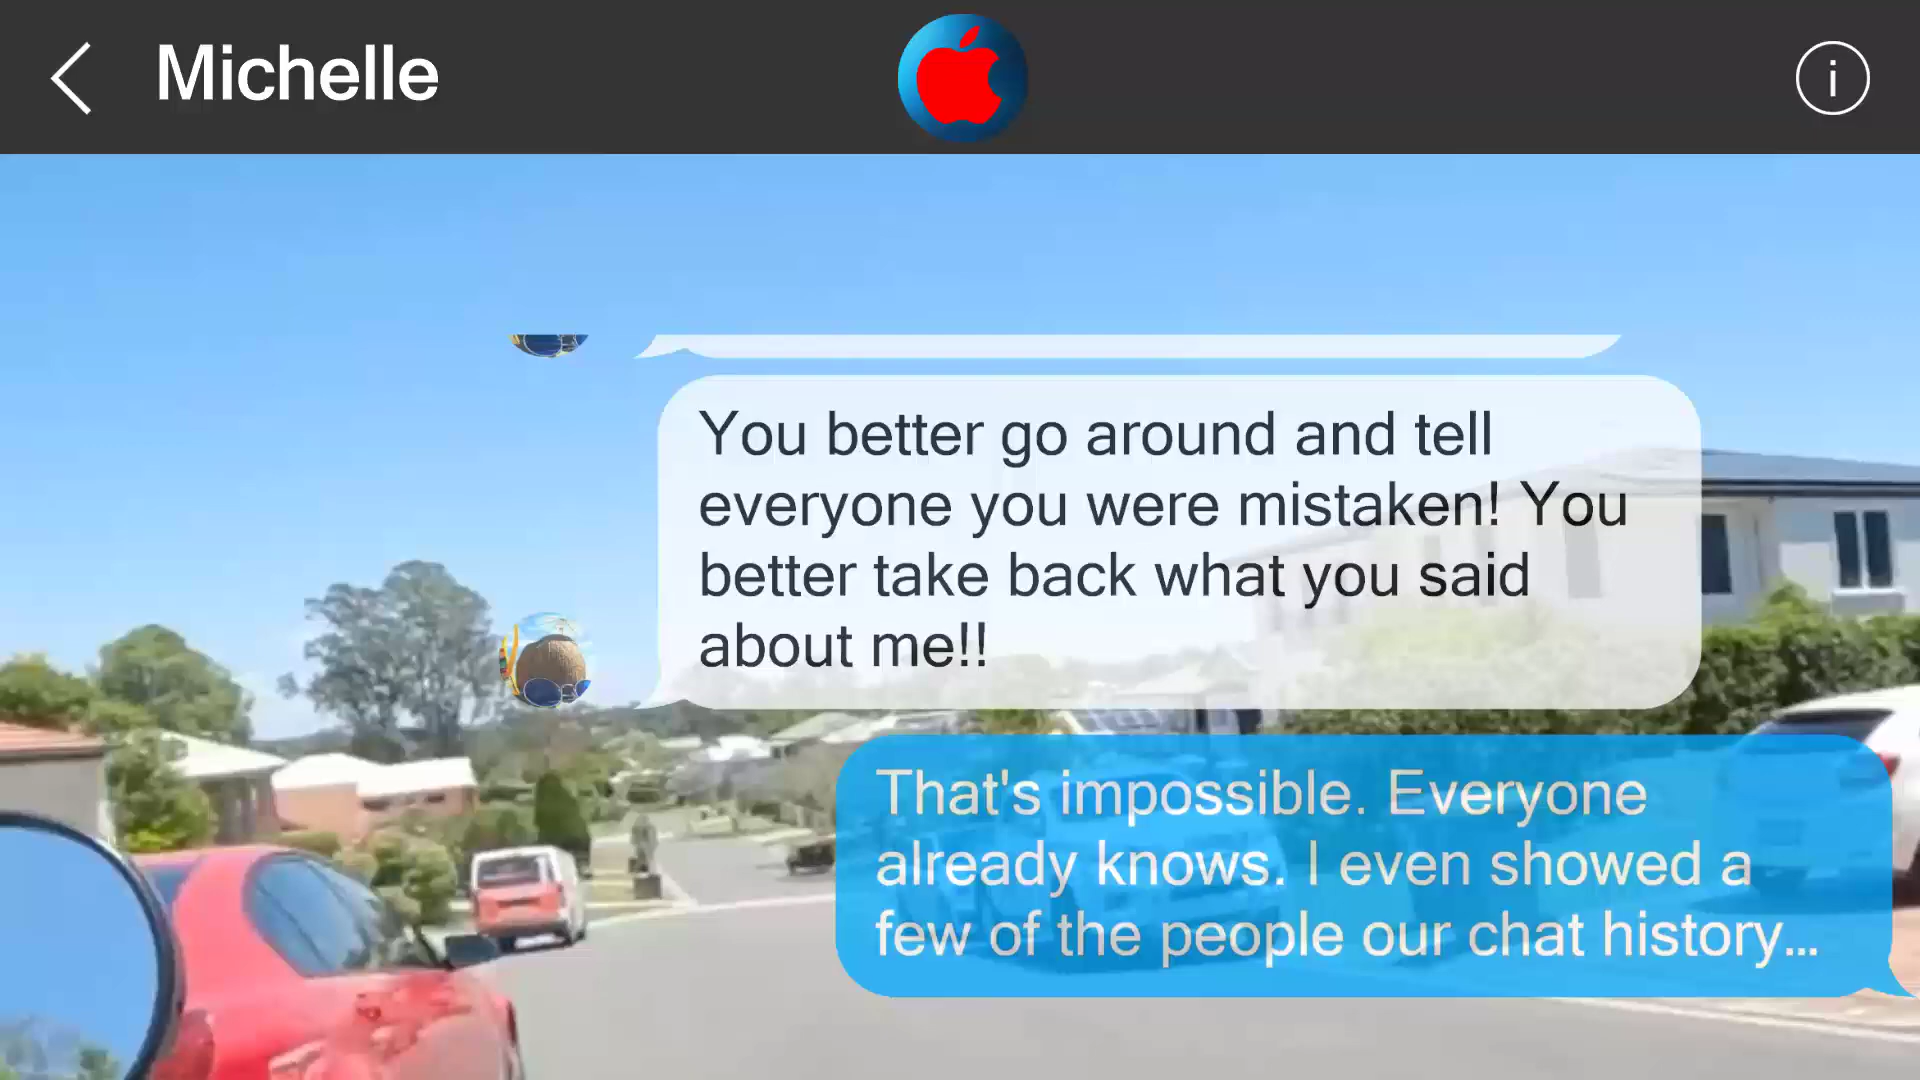 Michelle
i
You better go around and tell
everyone you were mistaken! You
better take back what you said
about me!!
That's impossible. Everyone
already knows. I even showed a
few of the people our chat history...